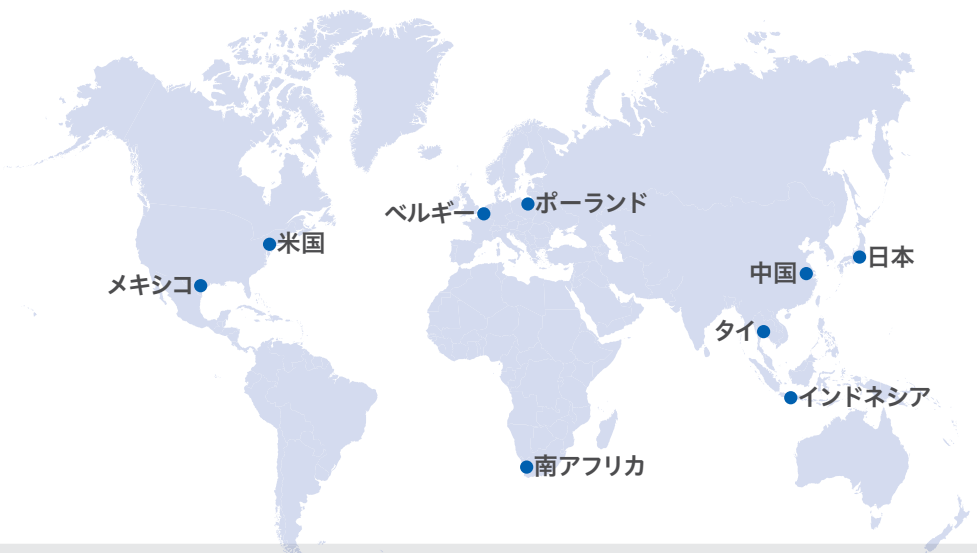 ポーランド
ベルギー
米国
日本
中国
メキシコ
タイ
インドネシア
南アフリカ